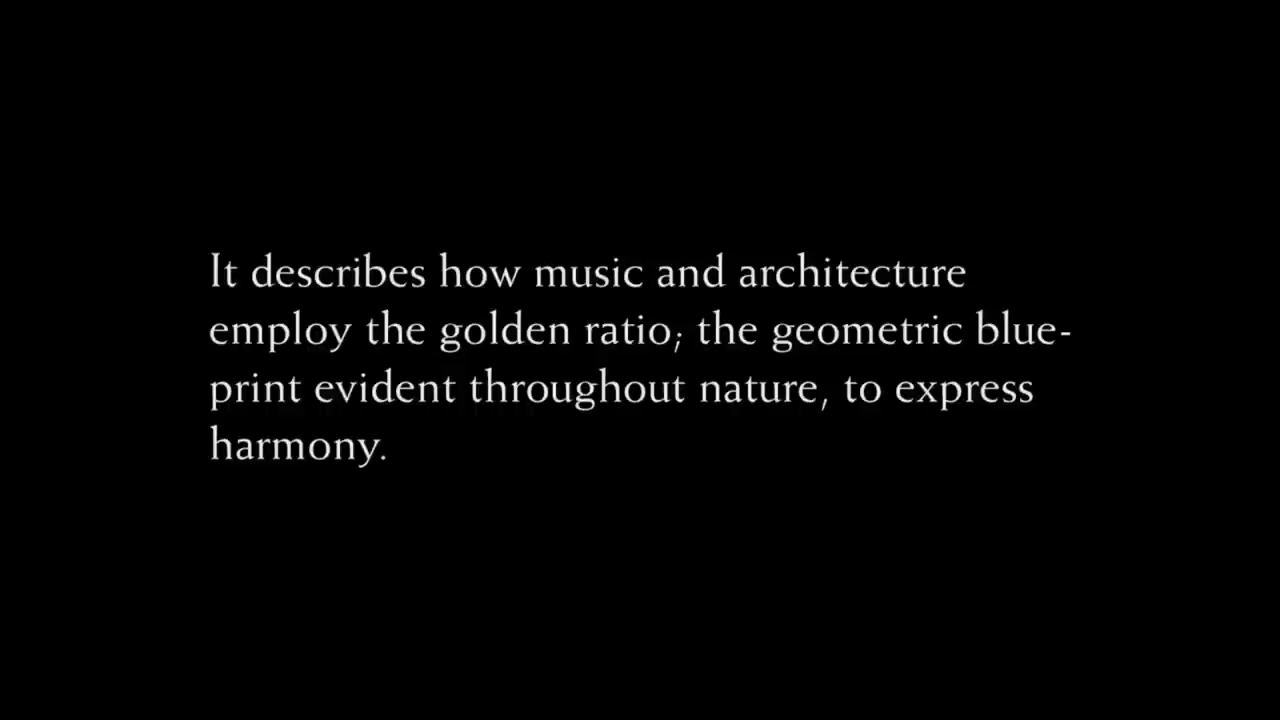 It describes how music and architecture
employ the golden ratio; the geometric blue-
print evident throughout nature, to express
harmony.